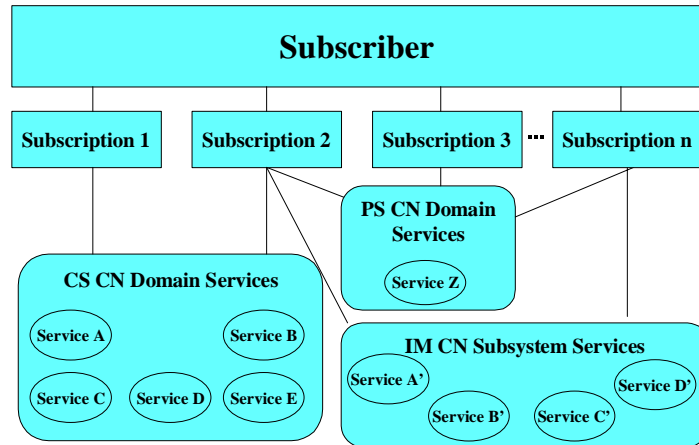 Subscriber
Subscription 1
Subscription 2
Subscription 3
...
Subscription n
PS CN Domain
Services
Service Z
CS CN Domain Services
Service A
Service B
Service C
Service D
Service E
IM CN Subsystem Services
Service A’
Service B’
Service C’
Service D’